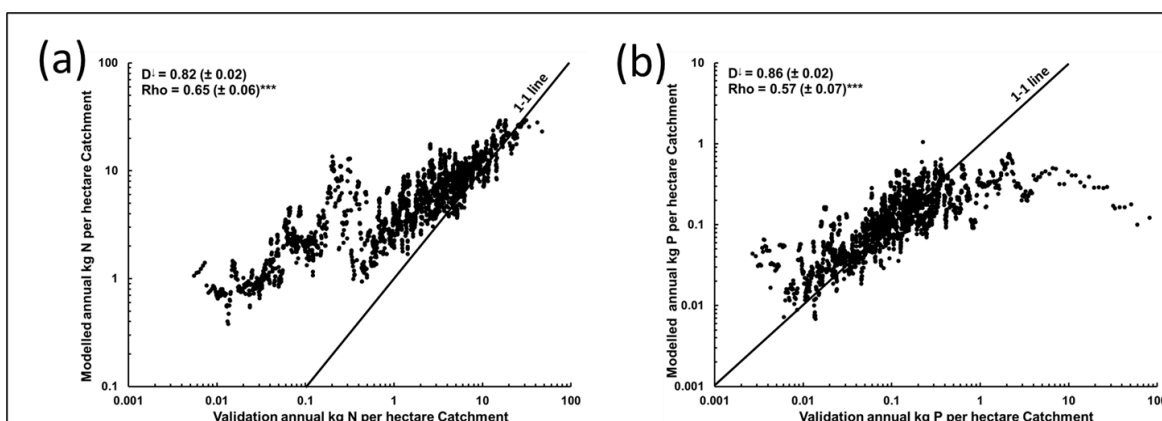 (a)
D↓ = 0.82 (± 0.02)
Rho = 0.65 (± 0.06)***
1-1 line
Modelled annual kg N per hectare Catchment
100
10
1
0.1
0.001
0.01
0.1
1
10
100
Validation annual kg N per hectare Catchment
(b)
D↓ = 0.86 (± 0.02)
Rho = 0.57 (± 0.07)***
1-1 line
Modelled annual kg P per hectare Catchment
10
1
0.1
0.01
0.001
0.001
0.01
0.1
1
10
100
Validation annual kg P per hectare Catchment